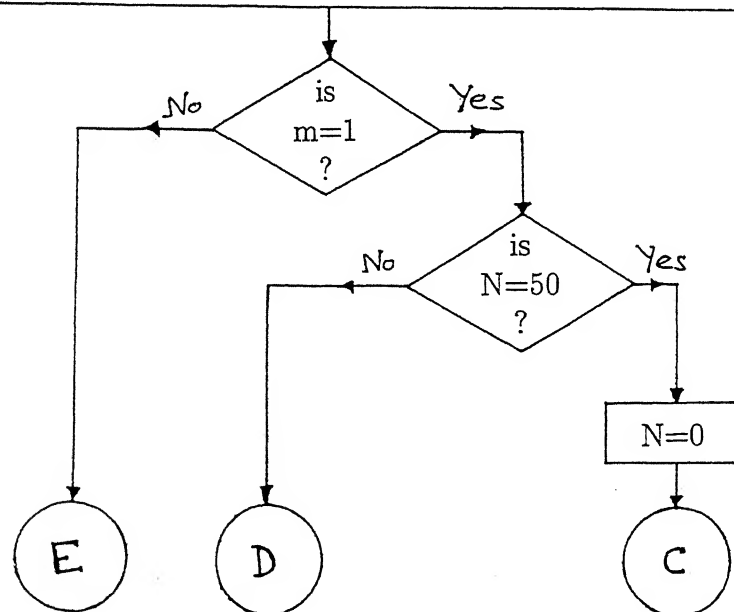 is
m=1
?
No
Yes
is
N=50
?
No
Yes
N=0
E
D
C